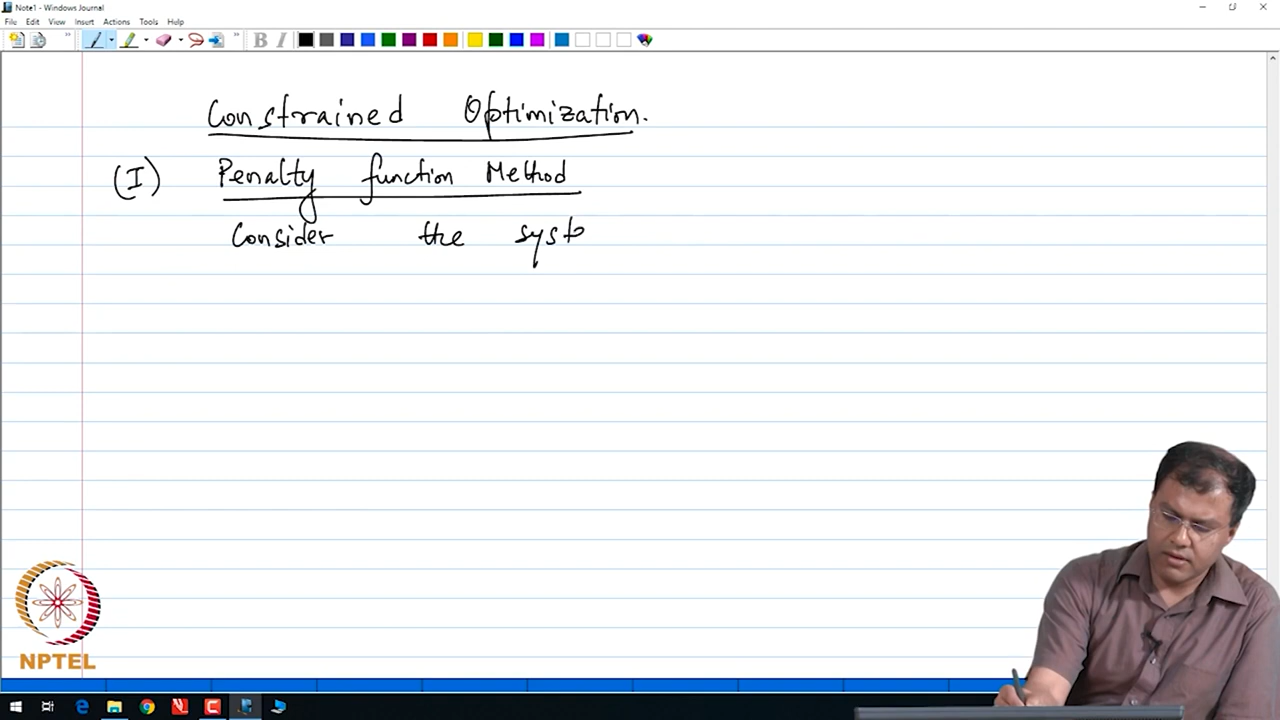 Note1 - Windows Journal
File Edit View Insert Actions Tools Help
B I
Constrained Optimization.
(I) Penalty function Method
Consider the syst
NPTEL